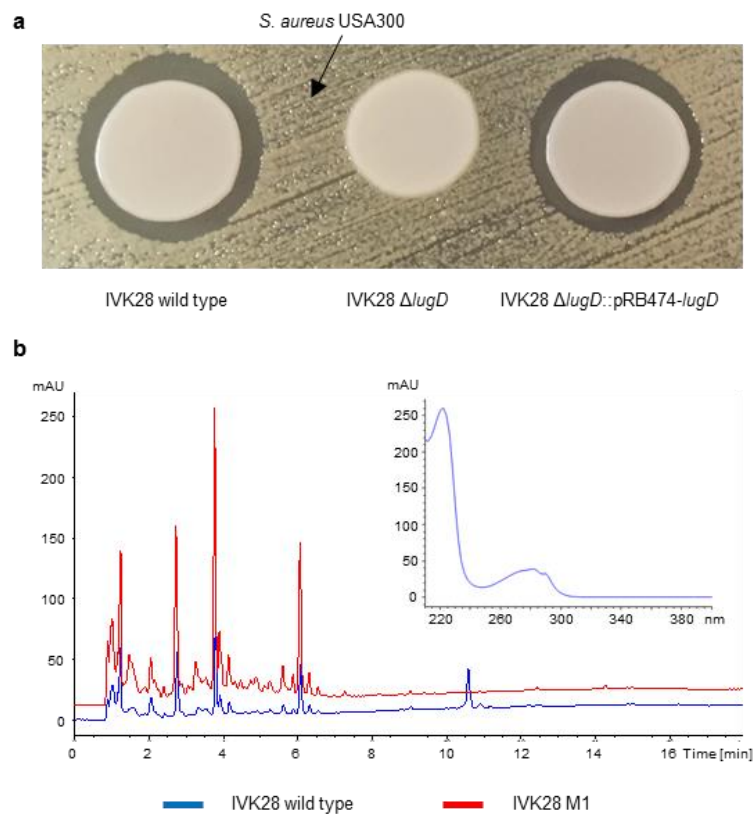 a
S. aureus USA300
IVK28 wild type IVK28 ΔlugD IVK28 ΔlugD::pRB474-lugD
b
mAU
250
200
150
100
50
0
0 2 4 6 8 10 12 14 16 Time [min]
mAU
250
200
150
100
50
0
220 260 300 340 380 nm
IVK28 wild type IVK28 M1